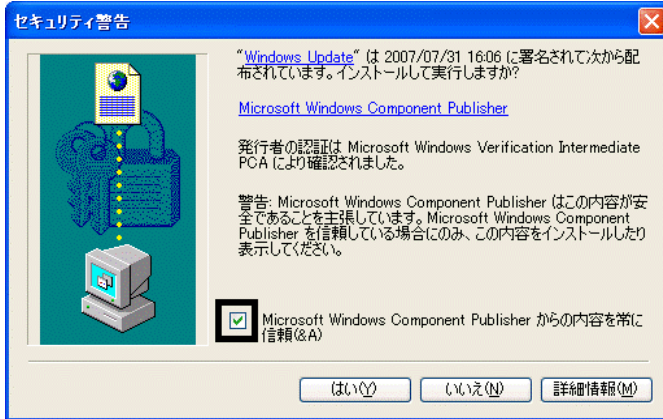 セキュリティ警告
"Windows Update" は 2007/07/31 16:06 に署名されて次から配
布されています。インストールして実行しますか?
Microsoft Windows Component Publisher
発行者の認証は Microsoft Windows Verification Intermediate
PCA により確認されました。
警告: Microsoft Windows Component Publisher はこの内容が安
全であることを主張しています。Microsoft Windows Component
Publisher を信頼している場合にのみ、この内容をインストールしたり
表示してください。
Microsoft Windows Component Publisher からの内容を常に
信頼(&A)
はい(Y)
いいえ(N)
詳細情報(M)